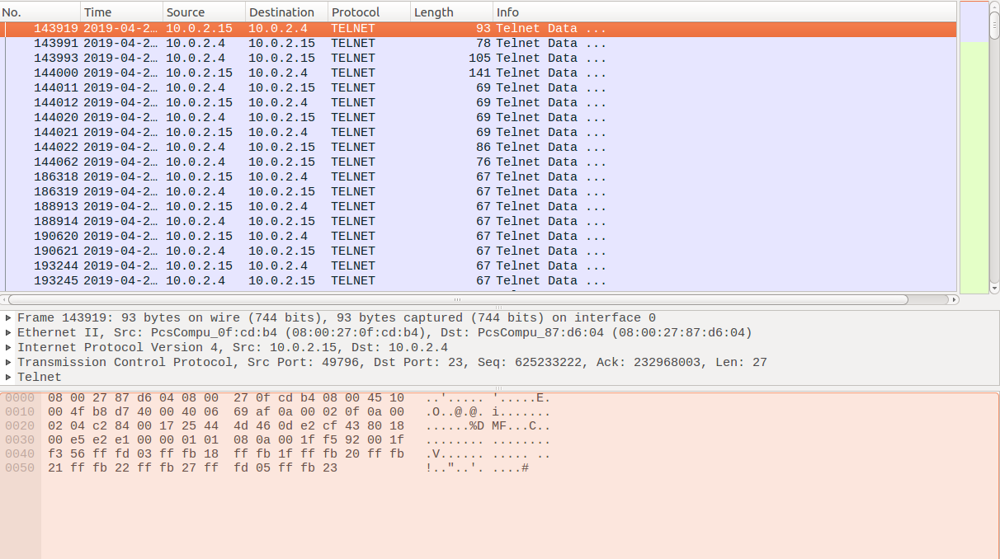 No. Time Source Destination Protocol Length Info
143919 2019-04-2… 10.0.2.15 10.0.2.4 TELNET 93 Telnet Data ...
143991 2019-04-2… 10.0.2.4 10.0.2.15 TELNET 78 Telnet Data ...
143993 2019-04-2… 10.0.2.4 10.0.2.15 TELNET 105 Telnet Data ...
144000 2019-04-2… 10.0.2.15 10.0.2.4 TELNET 141 Telnet Data ...
144011 2019-04-2… 10.0.2.4 10.0.2.15 TELNET 69 Telnet Data ...
144012 2019-04-2… 10.0.2.15 10.0.2.4 TELNET 69 Telnet Data ...
144020 2019-04-2… 10.0.2.4 10.0.2.15 TELNET 69 Telnet Data ...
144021 2019-04-2… 10.0.2.15 10.0.2.4 TELNET 69 Telnet Data ...
144022 2019-04-2… 10.0.2.4 10.0.2.15 TELNET 86 Telnet Data ...
144062 2019-04-2… 10.0.2.4 10.0.2.15 TELNET 76 Telnet Data ...
186318 2019-04-2… 10.0.2.15 10.0.2.4 TELNET 67 Telnet Data ...
186319 2019-04-2… 10.0.2.4 10.0.2.15 TELNET 67 Telnet Data ...
188913 2019-04-2… 10.0.2.15 10.0.2.4 TELNET 67 Telnet Data ...
188914 2019-04-2… 10.0.2.4 10.0.2.15 TELNET 67 Telnet Data ...
190620 2019-04-2… 10.0.2.15 10.0.2.4 TELNET 67 Telnet Data ...
190621 2019-04-2… 10.0.2.4 10.0.2.15 TELNET 67 Telnet Data ...
193244 2019-04-2… 10.0.2.15 10.0.2.4 TELNET 67 Telnet Data ...
193245 2019-04-2… 10.0.2.4 10.0.2.15 TELNET 67 Telnet Data ...
Frame 143919: 93 bytes on wire (744 bits), 93 bytes captured (744 bits) on interface 0
Ethernet II, Src: PcsCompu_0f:cd:b4 (08:00:27:0f:cd:b4), Dst: PcsCompu_87:d6:04 (08:00:27:87:d6:04)
Internet Protocol Version 4, Src: 10.0.2.15, Dst: 10.0.2.4
Transmission Control Protocol, Src Port: 49796, Dst Port: 23, Seq: 625233222, Ack: 232968003, Len: 27
Telnet
0000 08 00 27 87 d6 04 08 00 27 0f cd b4 08 00 45 10 ..'..... '.....E.
0010 00 4f b8 d7 40 00 40 06 69 af 0a 00 02 0f 0a 00 .O..@.@. i.......
0020 02 04 c2 84 00 17 25 44 4d 46 0d e2 cf 43 80 18 ......%D MF...C..
0030 00 e5 e2 e1 00 00 01 01 08 0a 00 1f f5 92 00 1f ........ ........
0040 f3 56 ff fd 03 ff fb 18 ff fb 1f ff fb 20 ff fb .V...... ..... ..
0050 21 ff fb 22 ff fb 27 ff fd 05 ff fb 23 !.."..'. ....#